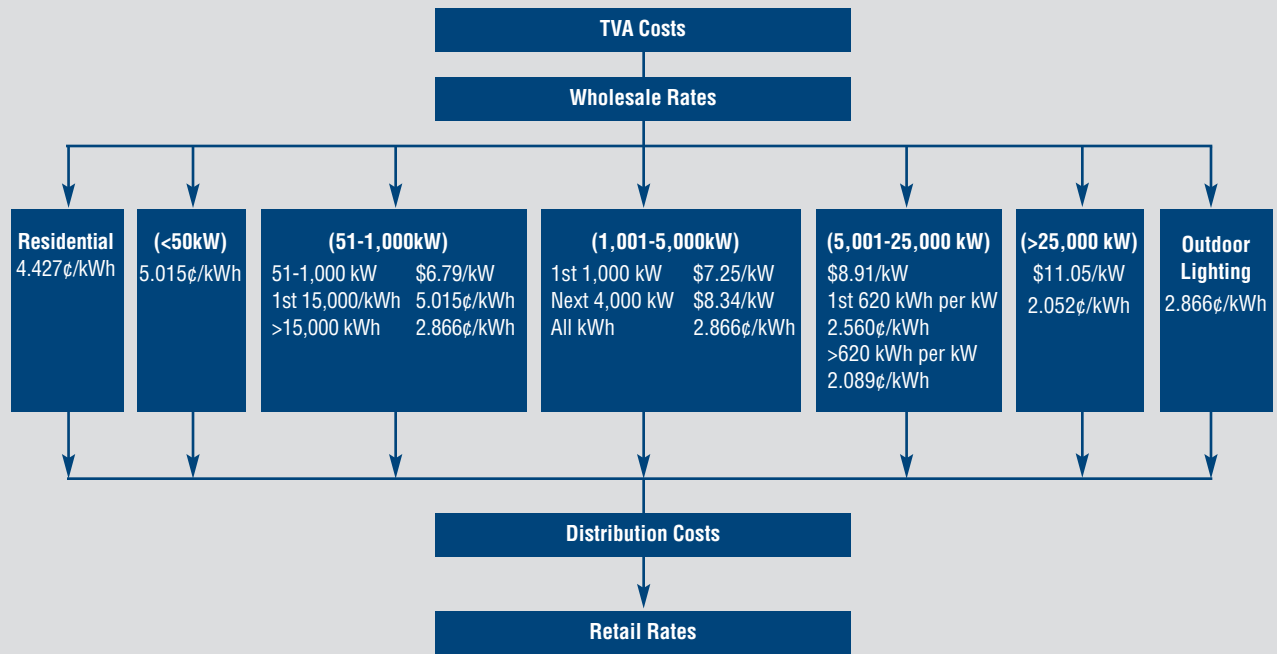 TVA Costs
Wholesale Rates
Residential
4.427¢/kWh
(<50kW)
5.015¢/kWh
(51-1,000kW)
51-1,000 kW $6.79/kW
1st 15,000/kWh 5.015¢/kWh
>15,000 kWh 2.866¢/kWh
(1,001-5,000kW)
1st 1,000 kW $7.25/kW
Next 4,000 kW $8.34/kW
All kWh 2.866¢/kWh
(5,001-25,000 kW)
$8.91/kW
1st 620 kWh per kW
2.560¢/kWh
>620 kWh per kW
2.089¢/kWh
(>25,000 kW)
$11.05/kW
2.052¢/kWh
Outdoor
Lighting
2.866¢/kWh
Distribution Costs
Retail Rates